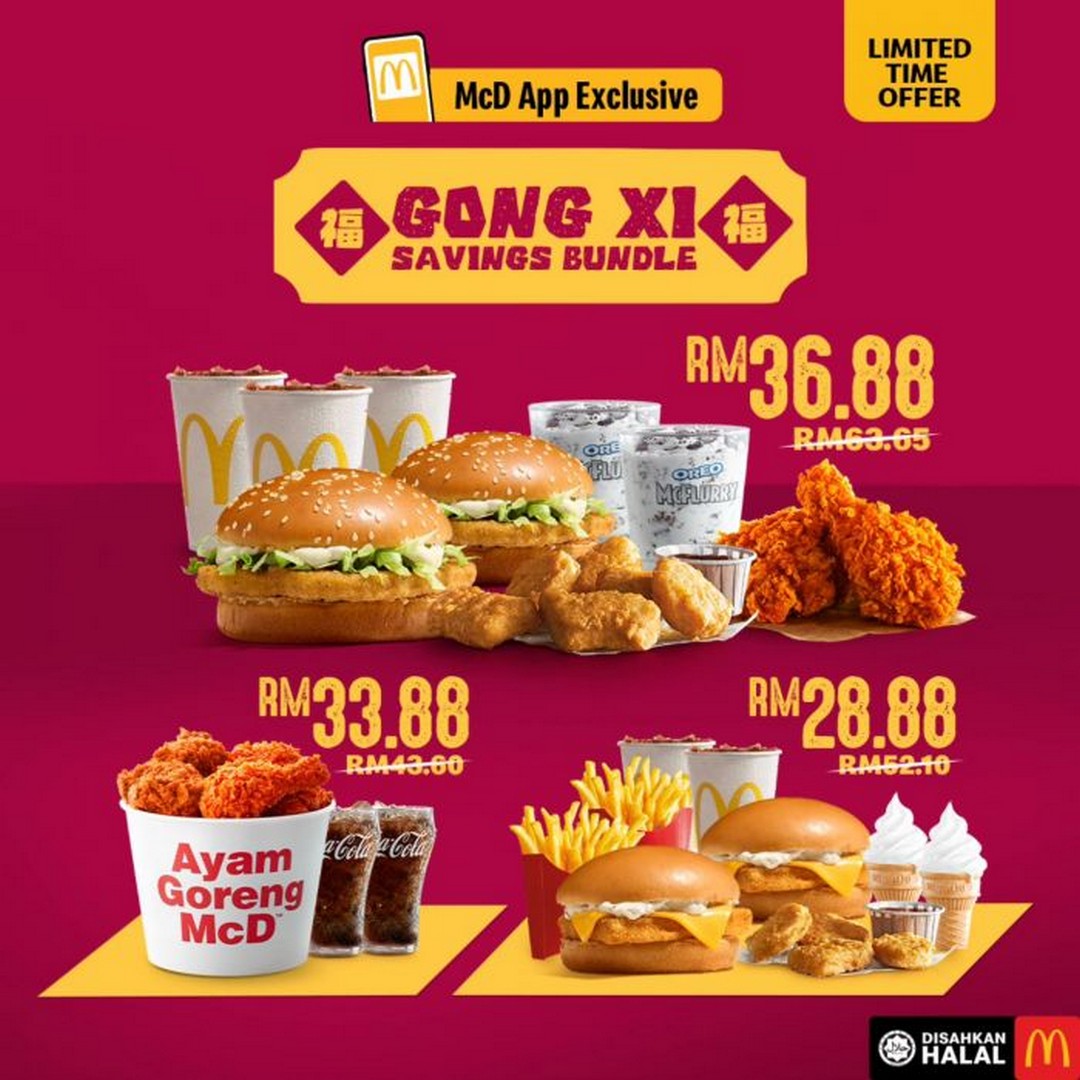 LIMITED
TIME
OFFER
McD App Exclusive
福 GONG XI 福
SAVINGS BUNDLE
RM36.88
RM63.65
OREO
McFLURRY
RM33.88
RM43.60
RM28.88
RM52.10
Ayam
Goreng
McD™
DISAHKAN
HALAL